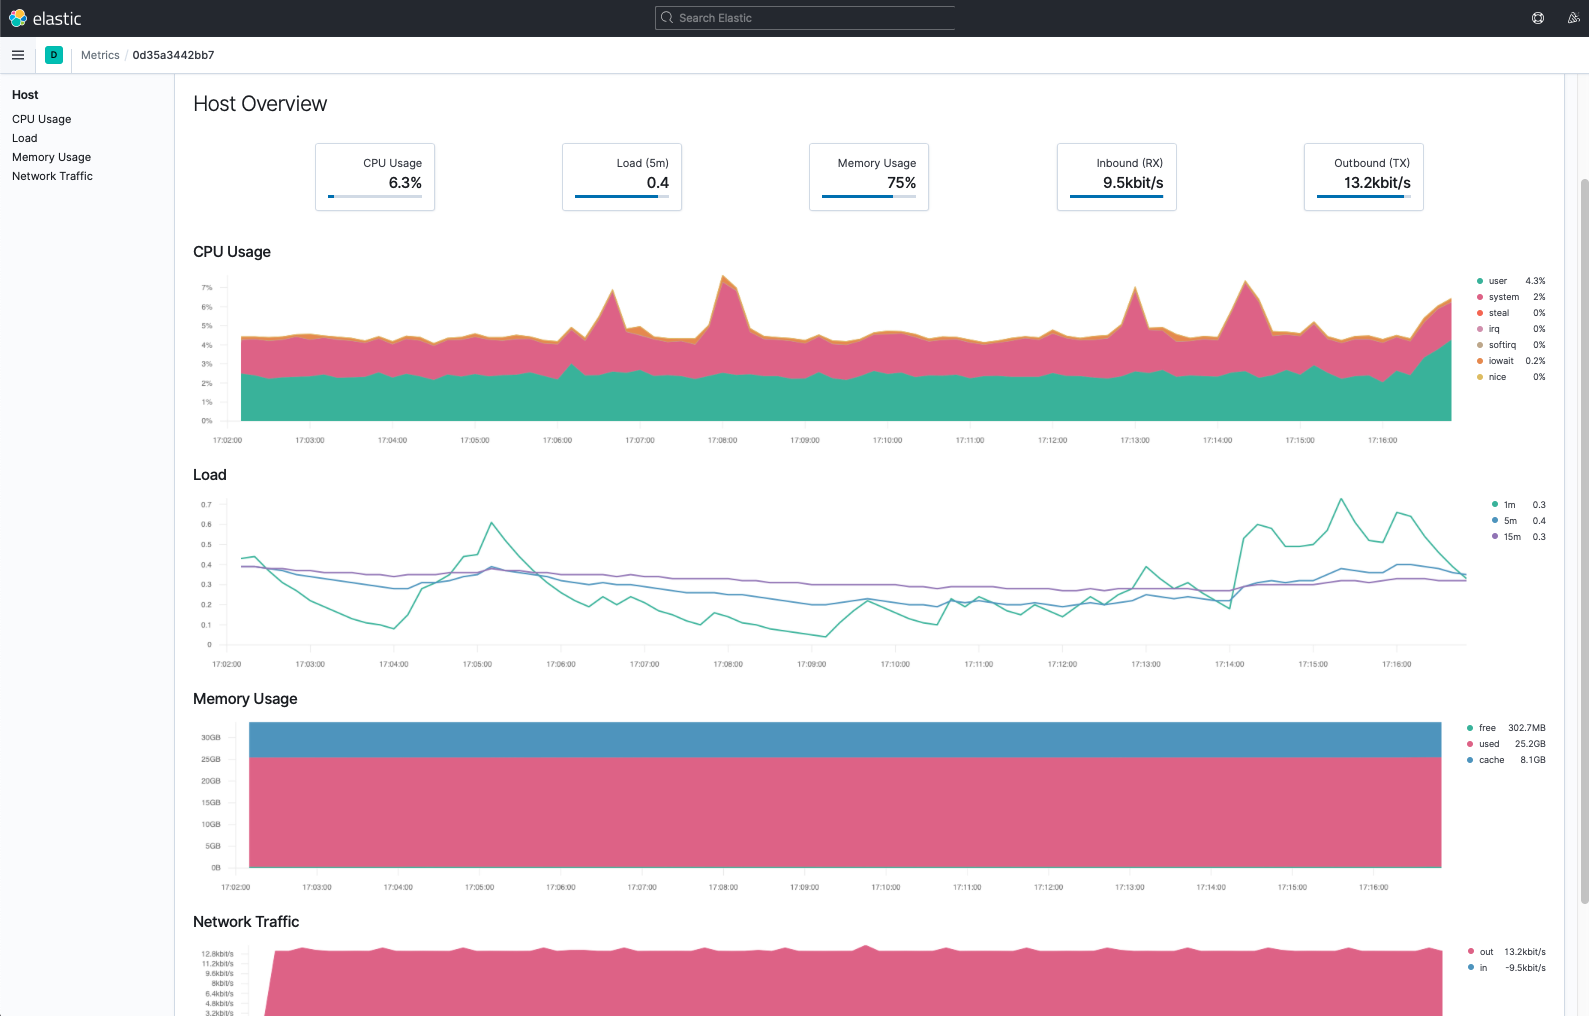 elastic
Search Elastic
D
Metrics / 0d35a3442bb7
Host
CPU Usage
Load
Memory Usage
Network Traffic
Host Overview
CPU Usage
6.3%
Load (5m)
0.4
Memory Usage
75%
Inbound (RX)
9.5kbit/s
Outbound (TX)
13.2kbit/s
CPU Usage
7%
6%
5%
4%
3%
2%
1%
0%
17:02:00 17:03:00 17:04:00 17:05:00 17:06:00 17:07:00 17:08:00 17:09:00 17:10:00 17:11:00 17:12:00 17:13:00 17:14:00 17:15:00 17:16:00
user 4.3%
system 2%
steal 0%
irq 0%
softirq 0%
iowait 0.2%
nice 0%
Load
0.7
0.6
0.5
0.4
0.3
0.2
0.1
0
17:02:00 17:03:00 17:04:00 17:05:00 17:06:00 17:07:00 17:08:00 17:09:00 17:10:00 17:11:00 17:12:00 17:13:00 17:14:00 17:15:00 17:16:00
1m 0.3
5m 0.4
15m 0.3
Memory Usage
30GB
25GB
20GB
15GB
10GB
5GB
0B
17:02:00 17:03:00 17:04:00 17:05:00 17:06:00 17:07:00 17:08:00 17:09:00 17:10:00 17:11:00 17:12:00 17:13:00 17:14:00 17:15:00 17:16:00
free 302.7MB
used 25.2GB
cache 8.1GB
Network Traffic
12.8kbit/s
11.2kbit/s
9.6kbit/s
8kbit/s
6.4kbit/s
4.8kbit/s
3.2kbit/s
out 13.2kbit/s
in -9.5kbit/s